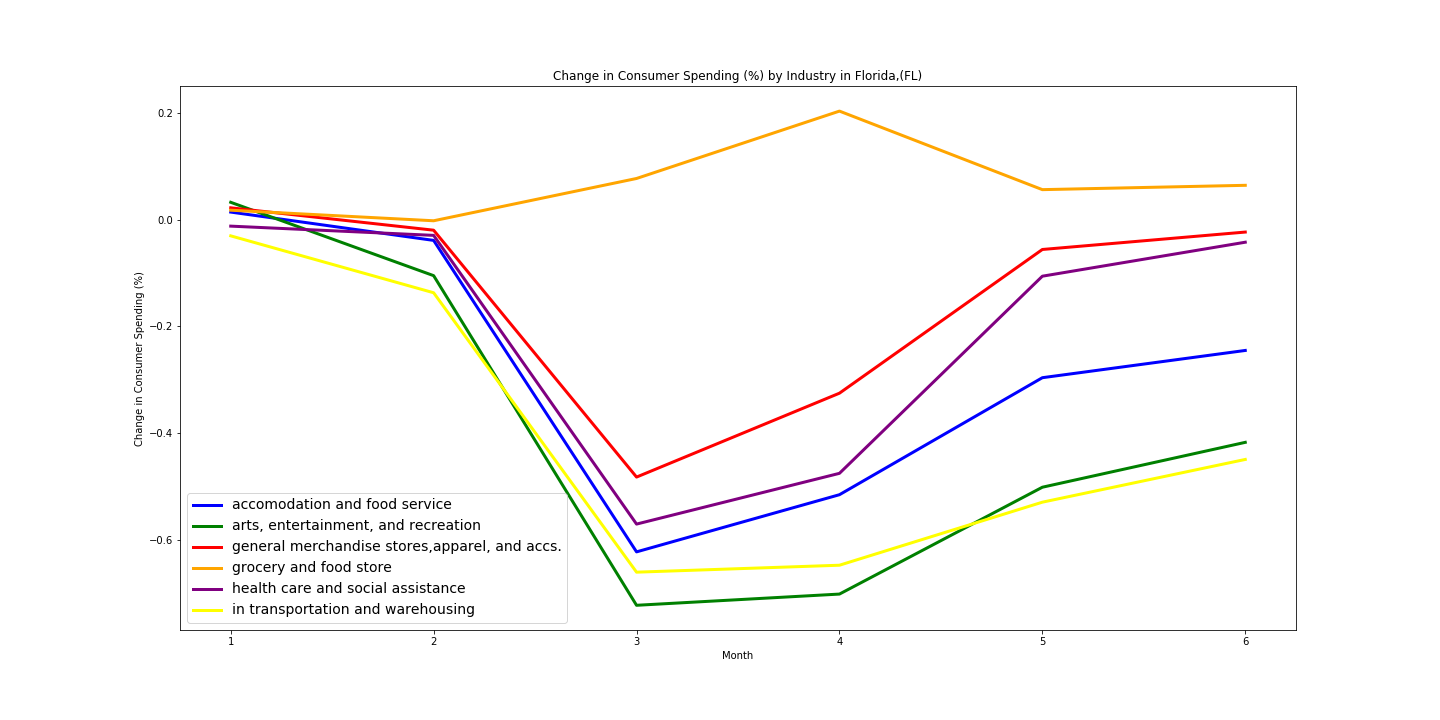 Change in Consumer Spending (%) by Industry in Florida,(FL)
Change in Consumer Spending (%)
0.2
0.0
−0.2
−0.4
−0.6
accomodation and food service
arts, entertainment, and recreation
general merchandise stores,apparel, and accs.
grocery and food store
health care and social assistance
in transportation and warehousing
1 2 3 4 5 6
Month